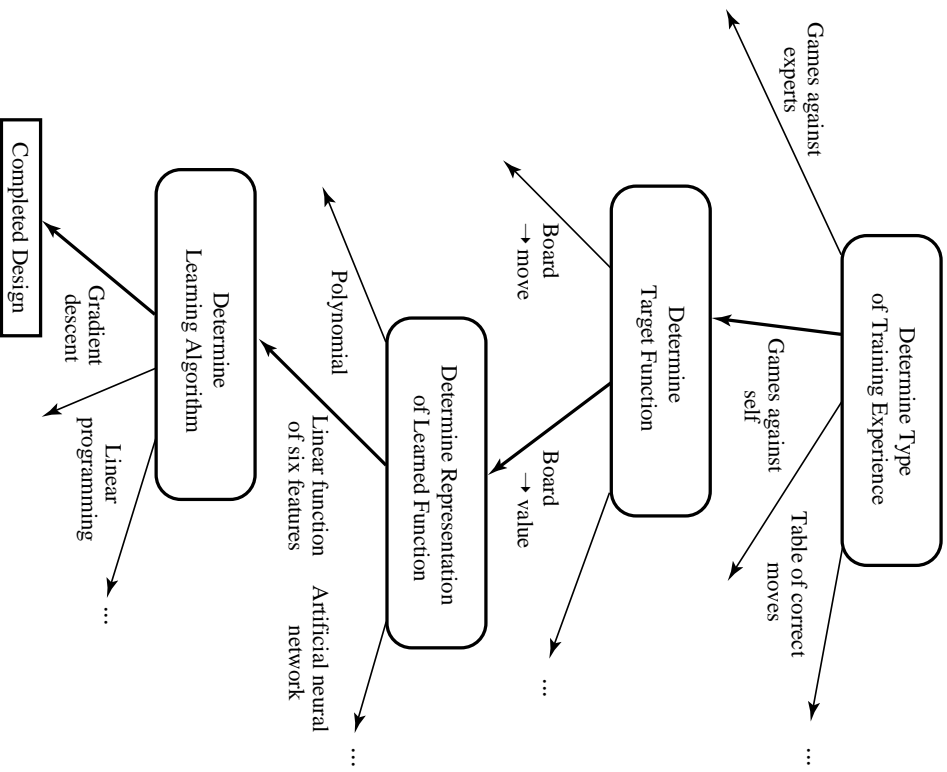 Determine Type
of Training Experience
Games against
experts
Games against
self
Table of correct
moves
...
Determine
Target Function
Board
→ move
Board
→ value
...
Determine Representation
of Learned Function
Polynomial
Linear function
of six features
Artificial neural
network
...
Determine
Learning Algorithm
Gradient
descent
Linear
programming
...
Completed Design